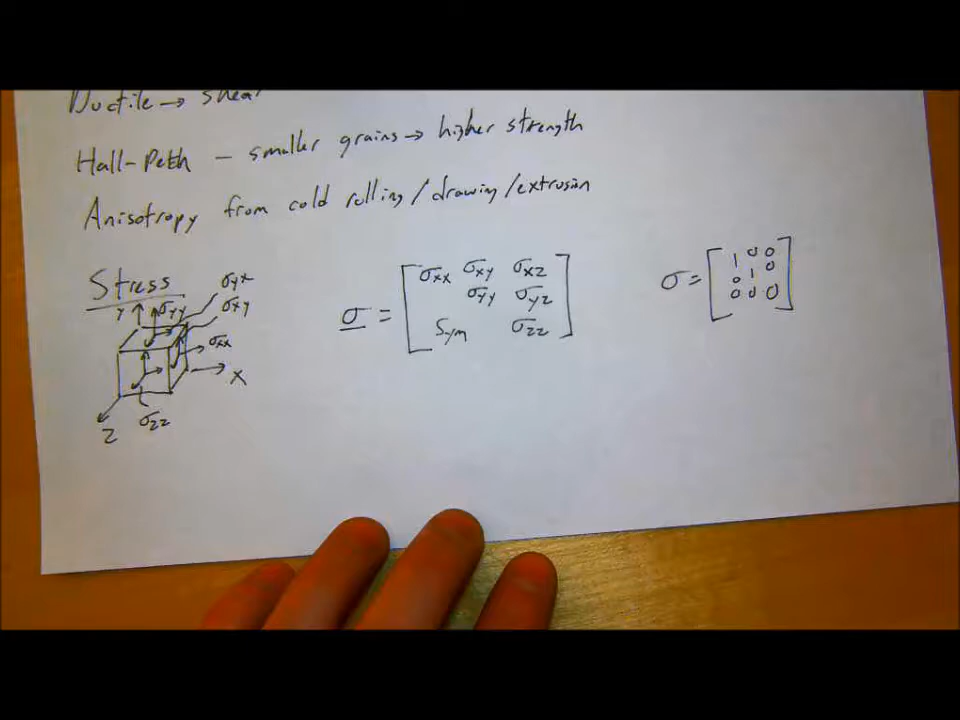 Ductile → shear
Hall-Peth - smaller grains → higher strength
Anisotropy from cold rolling/drawing/extrusion
Stress
σyx
y σyy σxy
σxx
x
z σzz
σ = [ σxx σxy σxz
σyy σyz
Sym σzz ]
σ = [ 1 0 0
0 1 0
0 0 0 ]